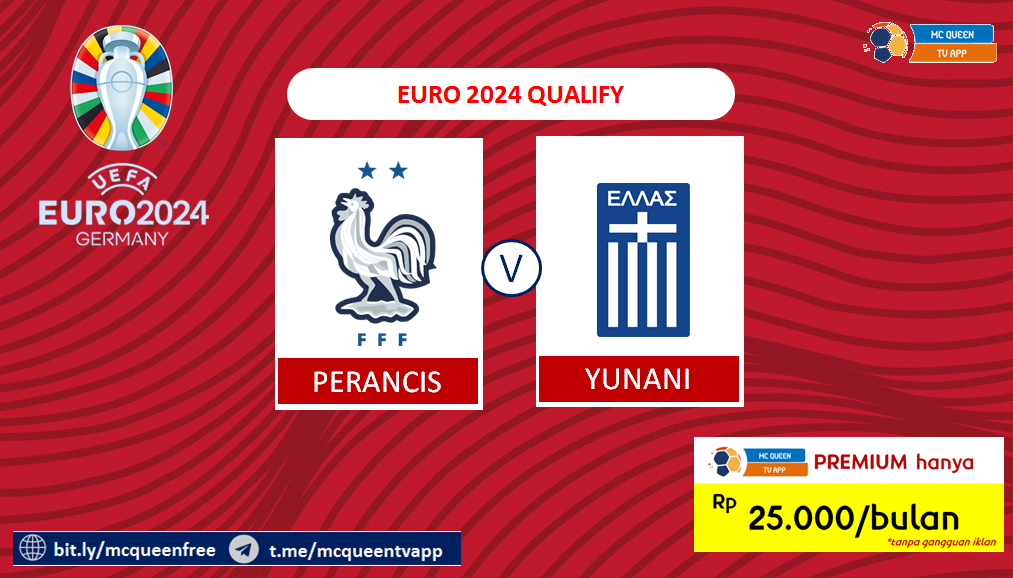 MC QUEEN
TV APP
EURO 2024 QUALIFY
UEFA
EURO2024
GERMANY
ΕΛΛΑΣ
V
FFF
PERANCIS
YUNANI
MC QUEEN
TV APP
PREMIUM hanya
Rp 25.000/bulan
*tanpa gangguan iklan
bit.ly/mcqueenfree
t.me/mcqueentvapp